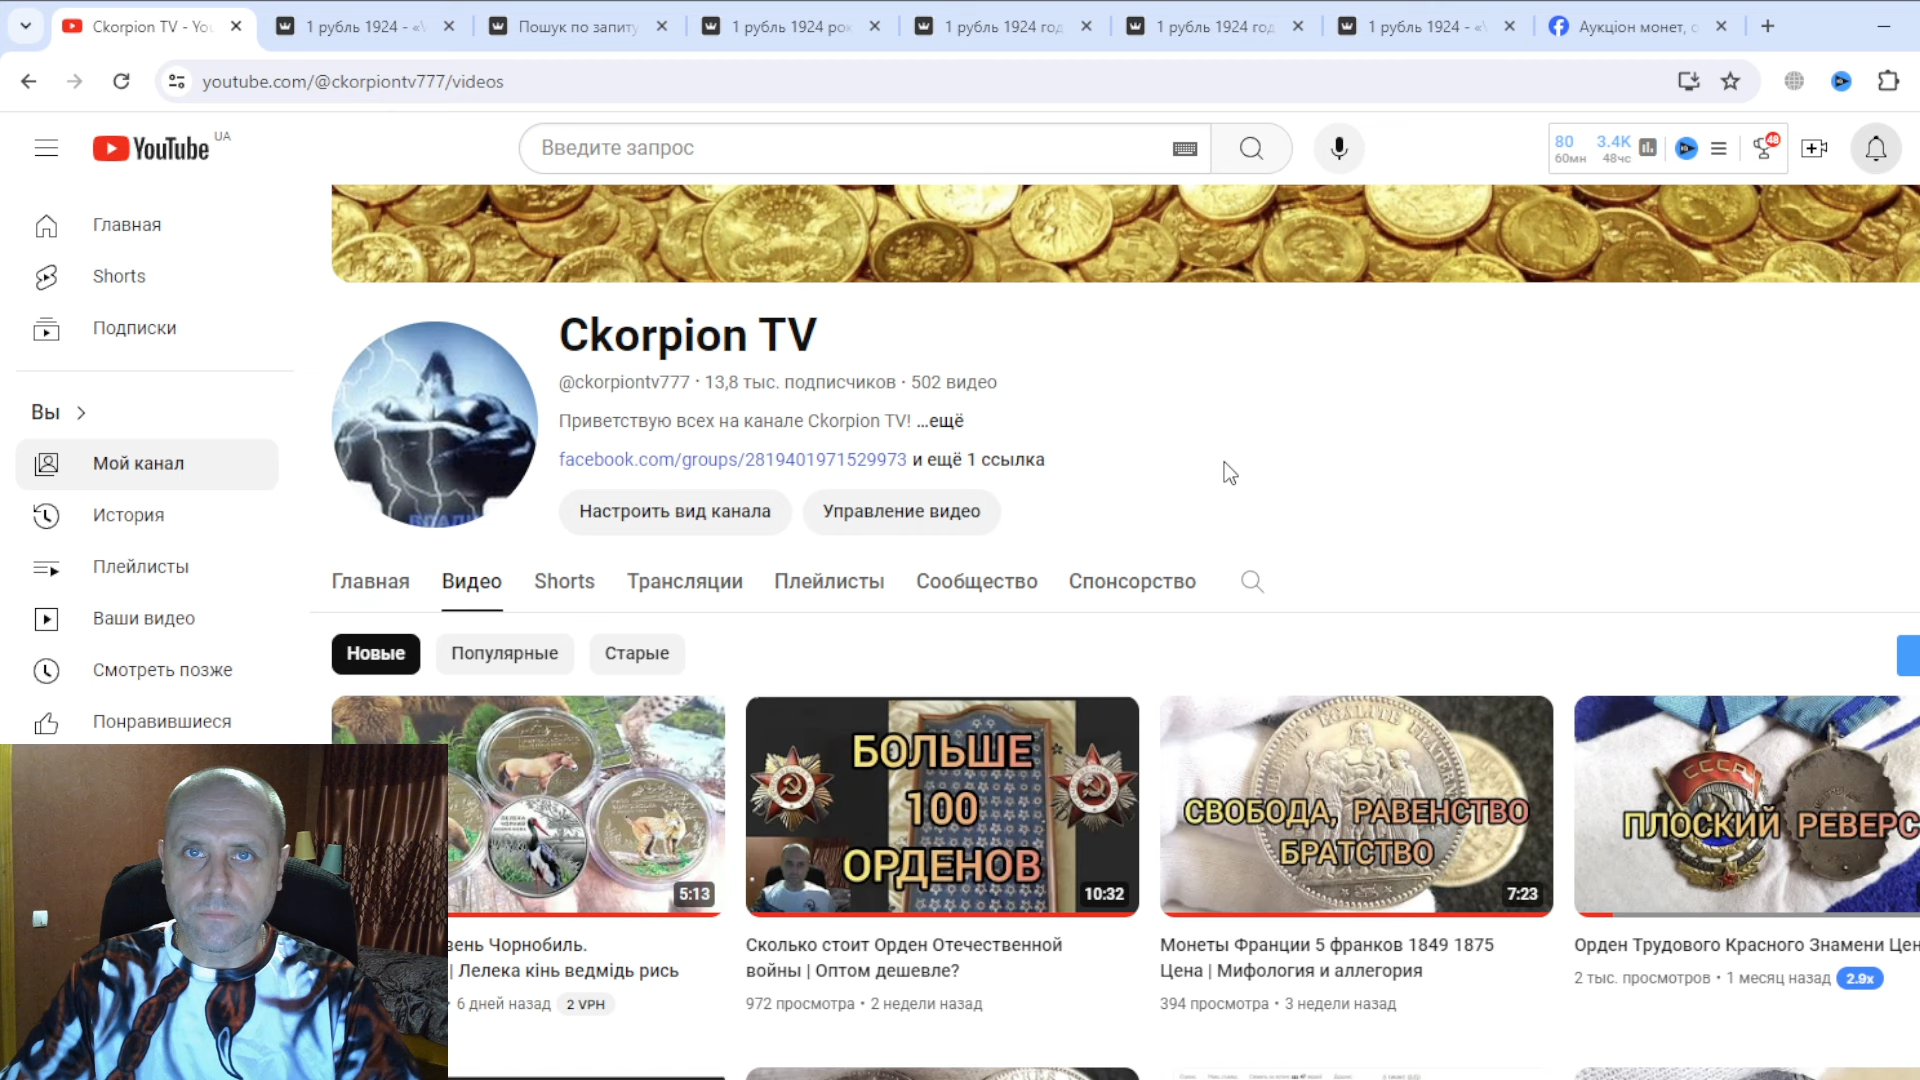 Ckorpion TV - You
1 рубль 1924 - «\
Пошук по запиту
1 рубль 1924 рок
1 рубль 1924 год
1 рубль 1924 год
1 рубль 1924 - «\
Аукціон монет, с
youtube.com/@ckorpiontv777/videos
YouTube UA
Введите запрос
80 3.4K
60мн 48чс
48
Главная
Shorts
Подписки
Вы
Мой канал
История
Плейлисты
Ваши видео
Смотреть позже
Понравившиеся
Ckorpion TV
@ckorpiontv777 • 13,8 тыс. подписчиков • 502 видео
Приветствую всех на канале Ckorpion TV! ...ещё
facebook.com/groups/2819401971529973 и ещё 1 ссылка
Настроить вид канала
Управление видео
Главная
Видео
Shorts
Трансляции
Плейлисты
Сообщество
Спонсорство
Новые
Популярные
Старые
5:13
БОЛЬШЕ
100
ОРДЕНОВ
10:32
EGALITE
СВОБОДА, РАВЕНСТВО
БРАТСТВО
7:23
СССР
ПЛОСКИЙ РЕВЕРС
вень Чорнобиль.
| Лелека кінь ведмідь рись
• 6 дней назад 2 VPH
Сколько стоит Орден Отечественной
войны | Оптом дешевле?
972 просмотра • 2 недели назад
Монеты Франции 5 франков 1849 1875
Цена | Мифология и аллегория
394 просмотра • 3 недели назад
Орден Трудового Красного Знамени Цен
2 тыс. просмотров • 1 месяц назад 2.9x